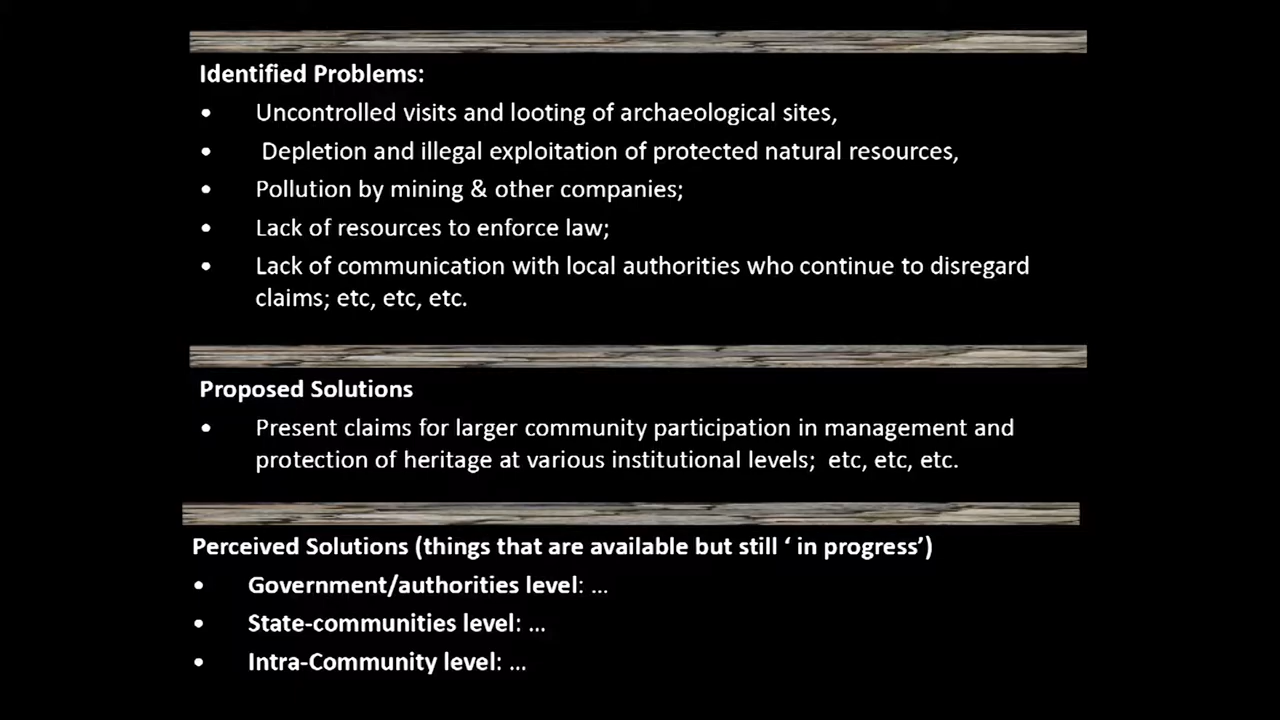 Identified Problems:
• Uncontrolled visits and looting of archaeological sites,
• Depletion and illegal exploitation of protected natural resources,
• Pollution by mining & other companies;
• Lack of resources to enforce law;
• Lack of communication with local authorities who continue to disregard
claims; etc, etc, etc.
Proposed Solutions
• Present claims for larger community participation in management and
protection of heritage at various institutional levels;  etc, etc, etc.
Perceived Solutions (things that are available but still ‘ in progress’)
• Government/authorities level: …
• State-communities level: …
• Intra-Community level: …